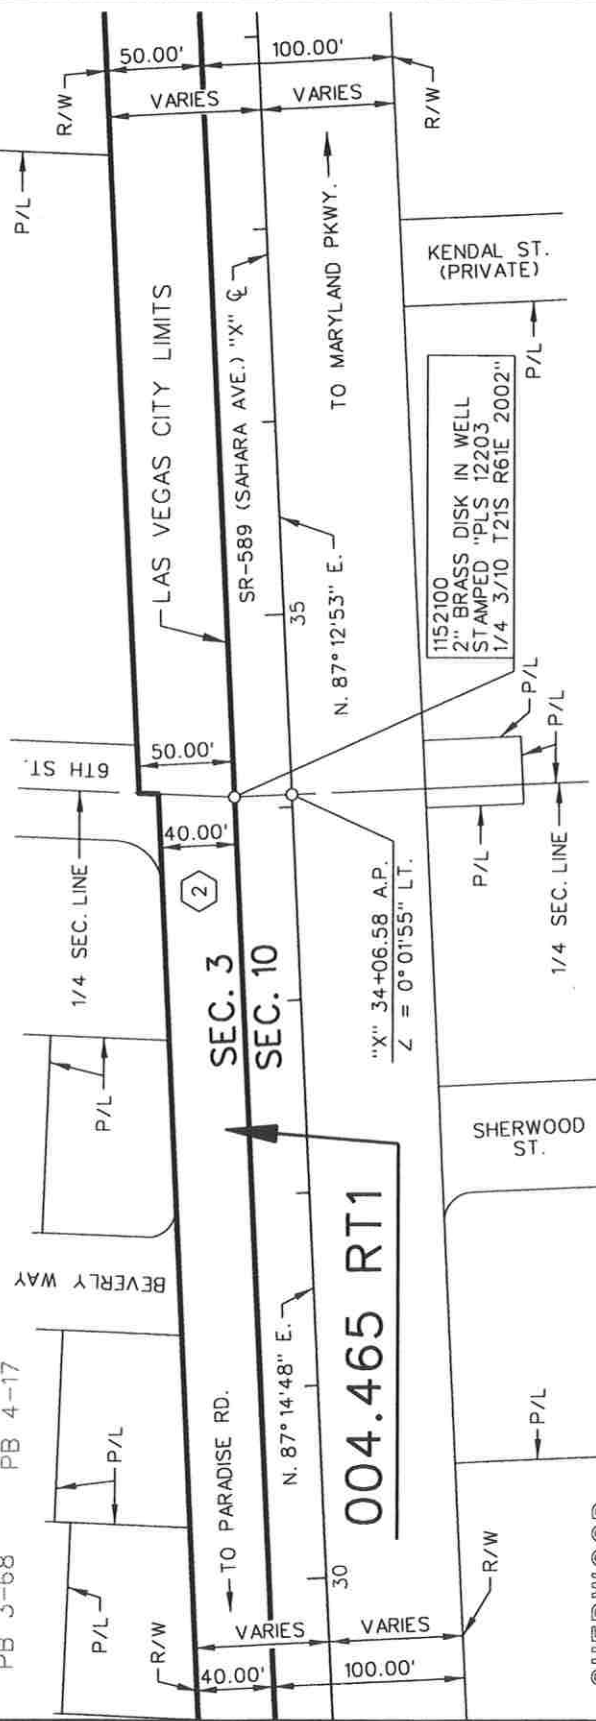 50.00'
100.00'
R/W
VARIES
VARIES
R/W
P/L
KENDAL ST.
(PRIVATE)
LAS VEGAS CITY LIMITS
SR-589 (SAHARA AVE.) "X" ℄
TO MARYLAND PKWY.
P/L
1152100
2" BRASS DISK IN WELL
STAMPED "PLS 12203
1/4 3/10 T21S R61E 2002"
35
N. 87°12'53" E.
6TH ST.
50.00'
P/L
P/L
40.00'
1/4 SEC. LINE
2
P/L
1/4 SEC. LINE
"X" 34+06.58 A.P.
∠ = 0°01'55" LT.
SEC. 3
SEC. 10
P/L
SHERWOOD
ST.
BEVERLY WAY
004.465 RT1
N. 87°14'48" E.
PB 3-68
PB 4-17
P/L
TO PARADISE RD.
P/L
30
P/L
R/W
R/W
VARIES
VARIES
40.00'
100.00'